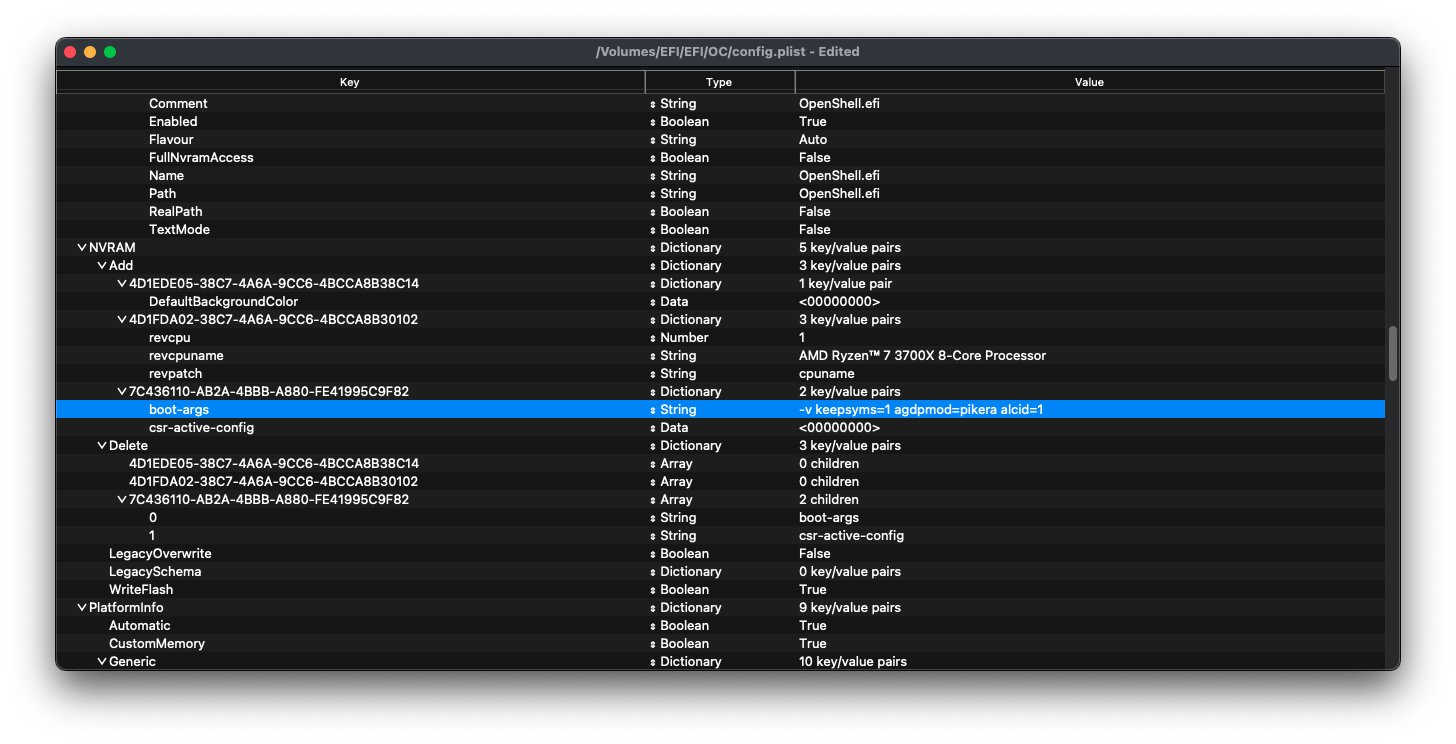 /Volumes/EFI/EFI/OC/config.plist - Edited
Key Type Value
Comment String OpenShell.efi
Enabled Boolean True
Flavour String Auto
FullNvramAccess Boolean False
Name String OpenShell.efi
Path String OpenShell.efi
RealPath Boolean False
TextMode Boolean False
NVRAM Dictionary 5 key/value pairs
Add Dictionary 3 key/value pairs
4D1EDE05-38C7-4A6A-9CC6-4BCCA8B38C14 Dictionary 1 key/value pair
DefaultBackgroundColor Data <00000000>
4D1FDA02-38C7-4A6A-9CC6-4BCCA8B30102 Dictionary 3 key/value pairs
revcpu Number 1
revcpuname String AMD Ryzen™ 7 3700X 8-Core Processor
revpatch String cpuname
7C436110-AB2A-4BBB-A880-FE41995C9F82 Dictionary 2 key/value pairs
boot-args String -v keepsyms=1 agdpmod=pikera alcid=1
csr-active-config Data <00000000>
Delete Dictionary 3 key/value pairs
4D1EDE05-38C7-4A6A-9CC6-4BCCA8B38C14 Array 0 children
4D1FDA02-38C7-4A6A-9CC6-4BCCA8B30102 Array 0 children
7C436110-AB2A-4BBB-A880-FE41995C9F82 Array 2 children
0 String boot-args
1 String csr-active-config
LegacyOverwrite Boolean False
LegacySchema Dictionary 0 key/value pairs
WriteFlash Boolean True
PlatformInfo Dictionary 9 key/value pairs
Automatic Boolean True
CustomMemory Boolean True
Generic Dictionary 10 key/value pairs